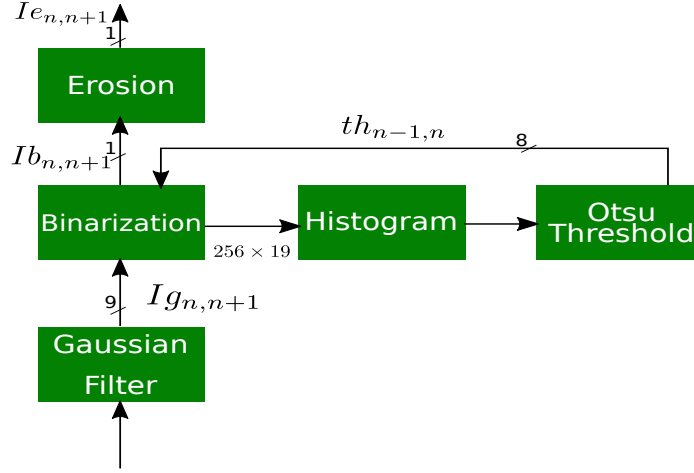 Ie_{n,n+1}
1
Erosion
th_{n-1,n}
8
Ib_{n,n+1}
1
Binarization
Histogram
Otsu
Threshold
256 × 19
9
Ig_{n,n+1}
Gaussian
Filter